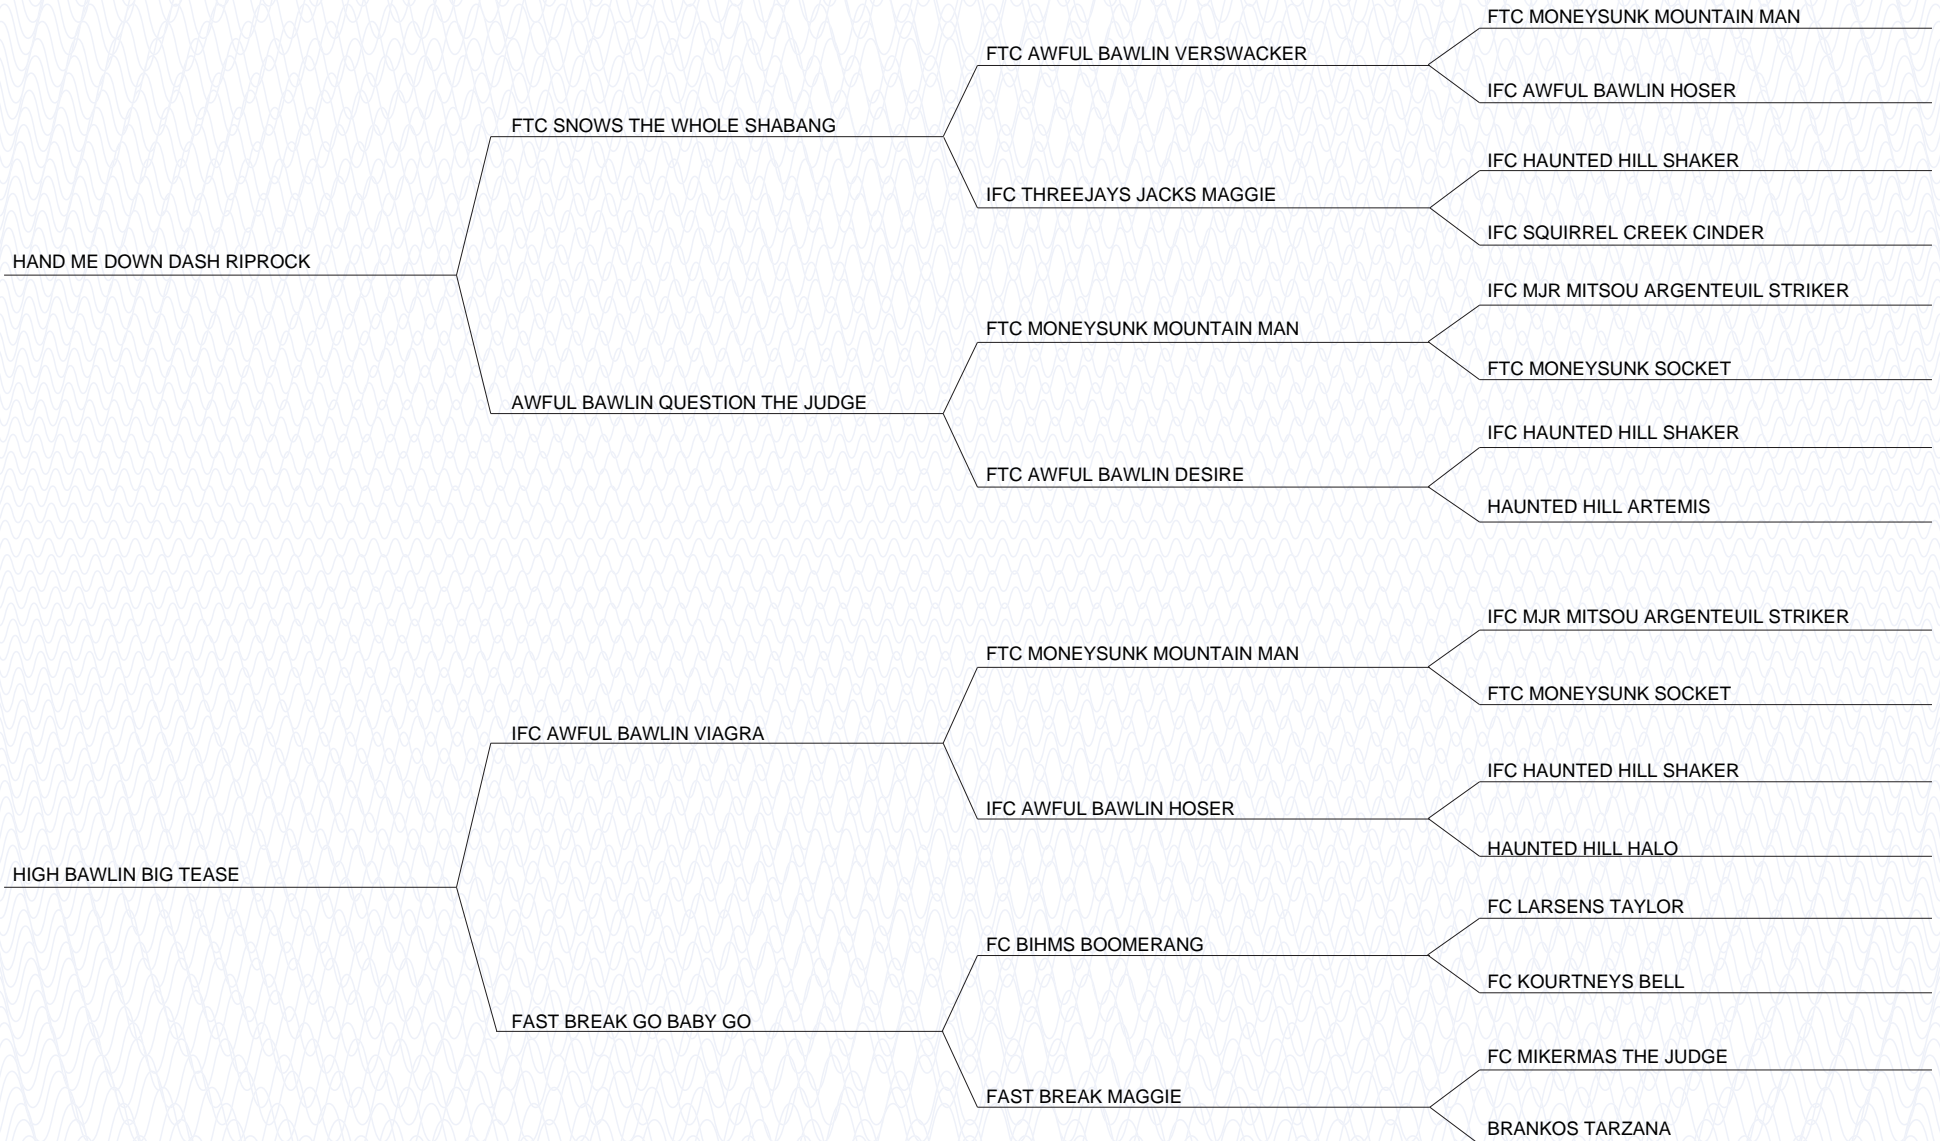 FTC MONEYSUNK MOUNTAIN MAN
FTC AWFUL BAWLIN VERSWACKER
IFC AWFUL BAWLIN HOSER
FTC SNOWS THE WHOLE SHABANG
IFC HAUNTED HILL SHAKER
IFC THREEJAYS JACKS MAGGIE
IFC SQUIRREL CREEK CINDER
HAND ME DOWN DASH RIPROCK
IFC MJR MITSOU ARGENTEUIL STRIKER
FTC MONEYSUNK MOUNTAIN MAN
FTC MONEYSUNK SOCKET
AWFUL BAWLIN QUESTION THE JUDGE
IFC HAUNTED HILL SHAKER
FTC AWFUL BAWLIN DESIRE
HAUNTED HILL ARTEMIS
IFC MJR MITSOU ARGENTEUIL STRIKER
FTC MONEYSUNK MOUNTAIN MAN
FTC MONEYSUNK SOCKET
IFC AWFUL BAWLIN VIAGRA
IFC HAUNTED HILL SHAKER
IFC AWFUL BAWLIN HOSER
HAUNTED HILL HALO
HIGH BAWLIN BIG TEASE
FC LARSENS TAYLOR
FC BIHMS BOOMERANG
FC KOURTNEYS BELL
FAST BREAK GO BABY GO
FC MIKERMAS THE JUDGE
FAST BREAK MAGGIE
BRANKOS TARZANA